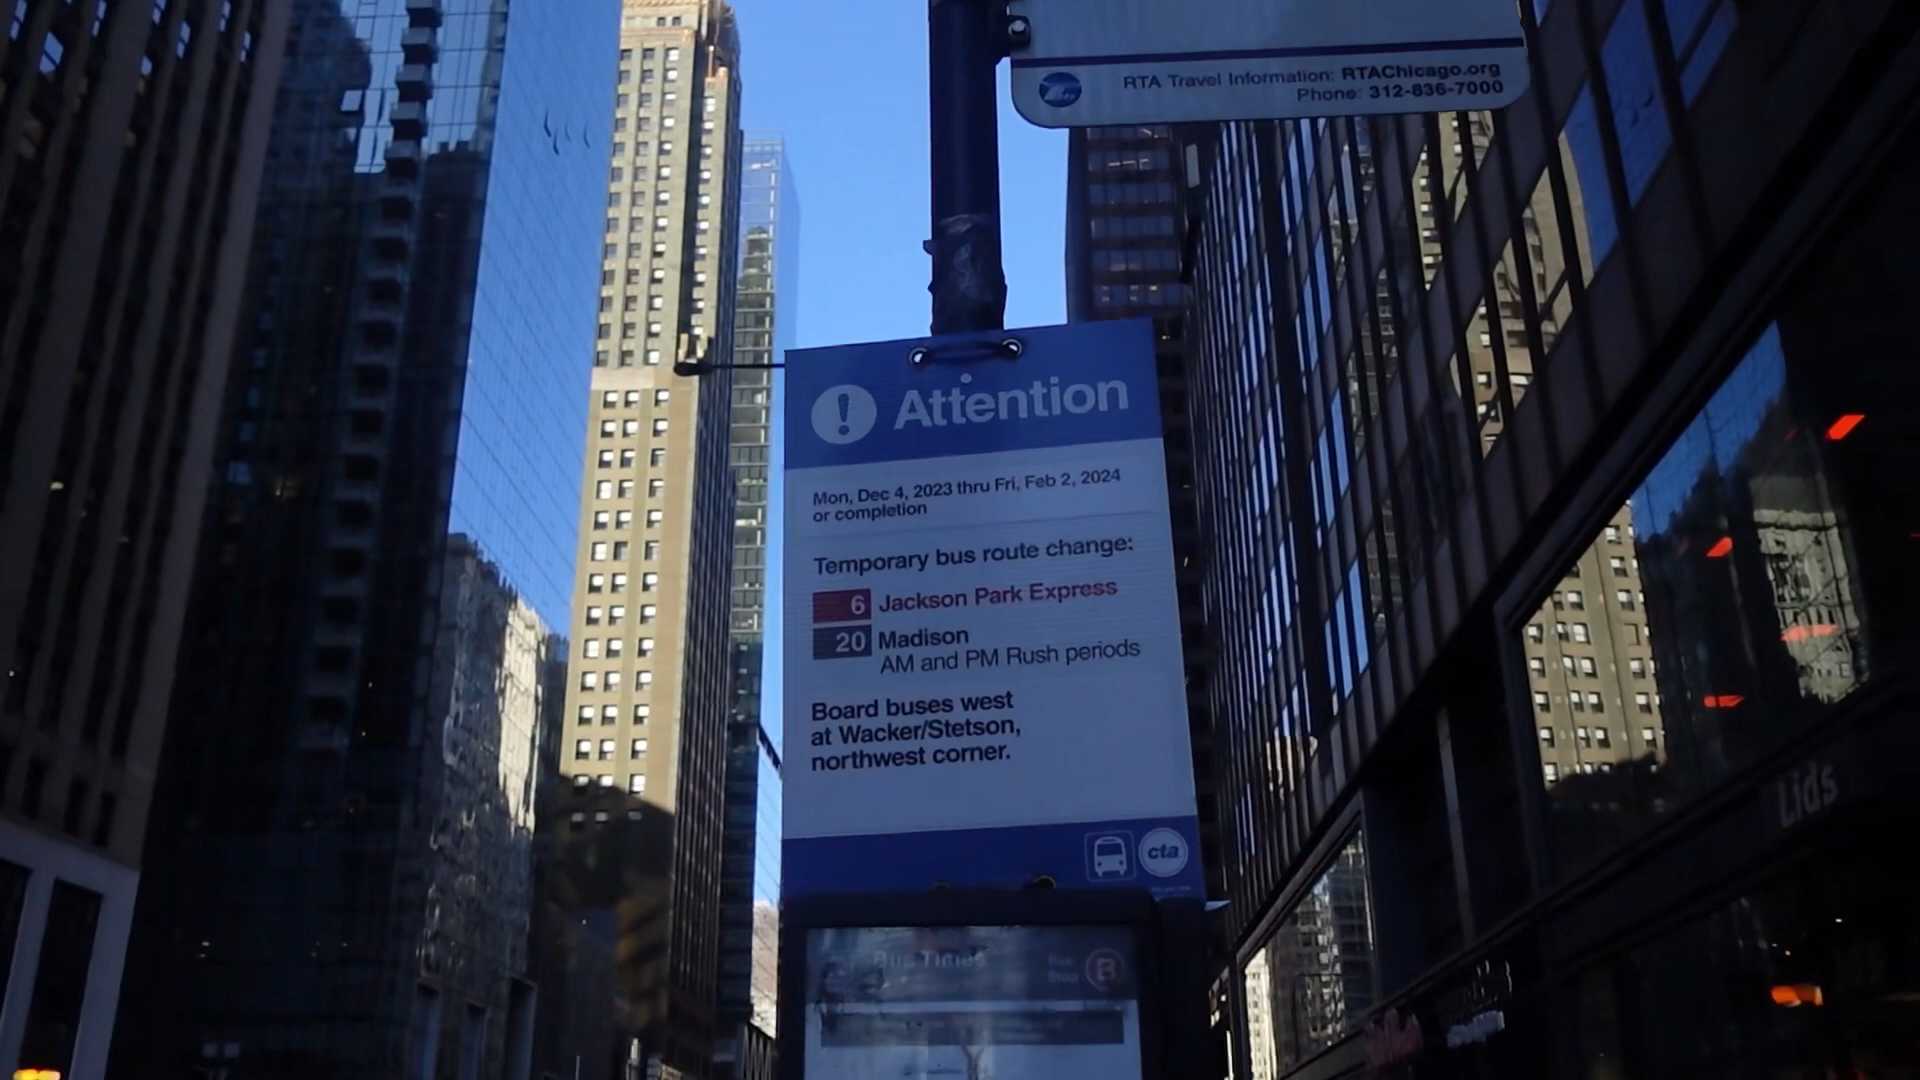 RTA Travel Information: RTAChicago.org
Phone: 312-836-7000
! Attention
Mon, Dec 4, 2023 thru Fri, Feb 2, 2024
or completion
Temporary bus route change:
6 Jackson Park Express
20 Madison
AM and PM Rush periods
Board buses west
at Wacker/Stetson,
northwest corner.
cta
Bus Times
B
Lids